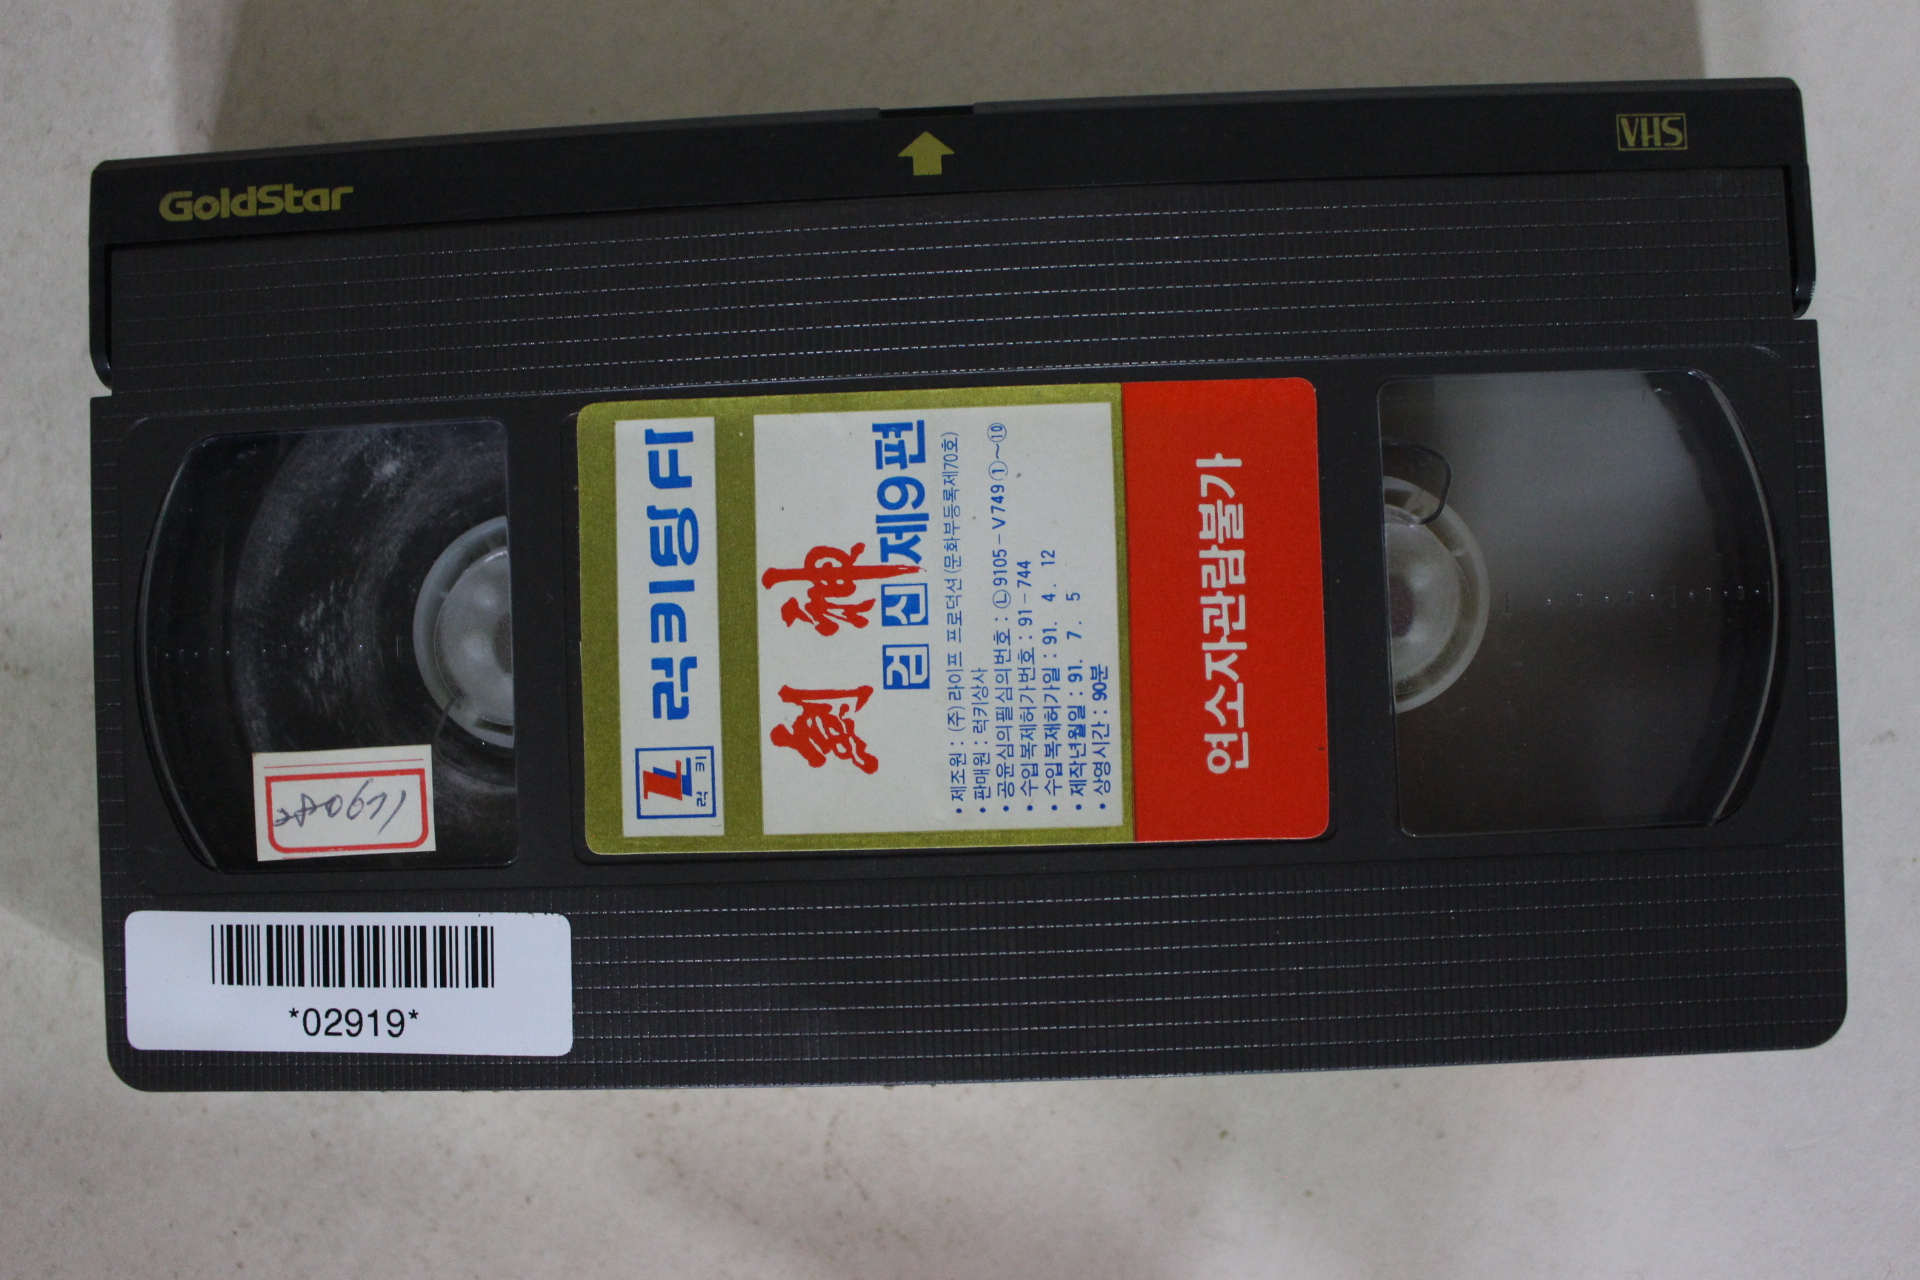 GoldStar
VHS
럭키
럭키탕 샤
劍神
검신 제9편
• 제조원 : (주)라이프 프로덕션(문화부등록제70호)
• 판매원 : 럭키상사
• 공윤심의필심의번호 : Ⓛ9105-V749①~⑩
• 수입복제허가번호 : 91-744
• 수입복제허가일 : 91. 4. 12
• 제작년월일 : 91. 7. 5
• 상영시간 : 90분
연소자관람불가
*02919*